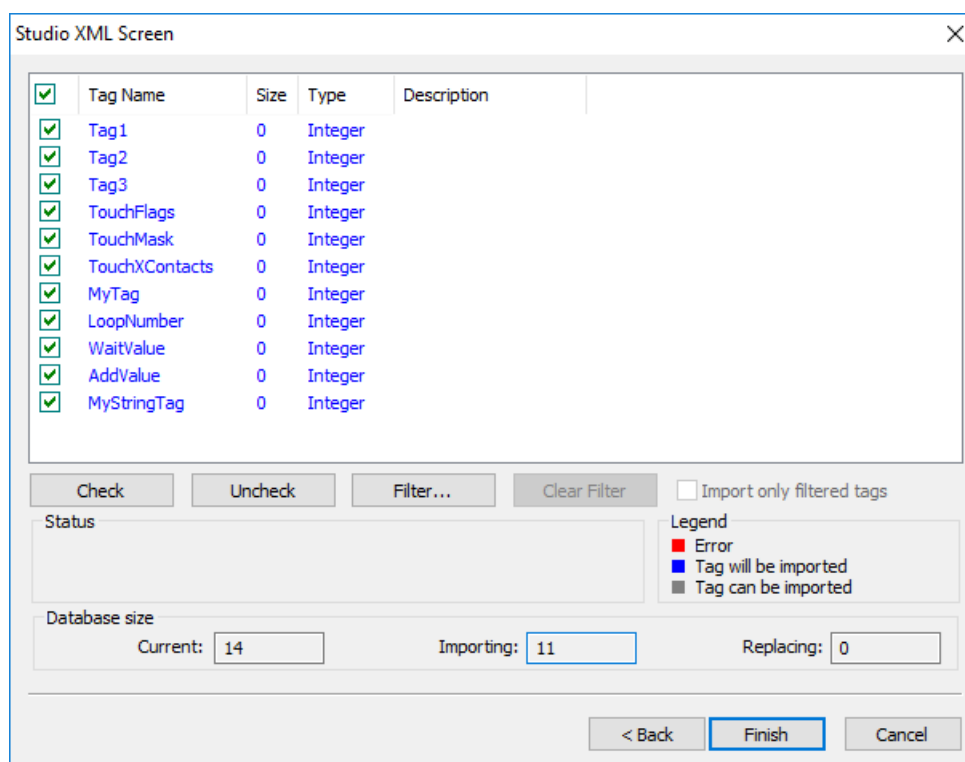 Studio XML Screen
Tag Name Size Type Description
Tag1 0 Integer
Tag2 0 Integer
Tag3 0 Integer
TouchFlags 0 Integer
TouchMask 0 Integer
TouchXContacts 0 Integer
MyTag 0 Integer
LoopNumber 0 Integer
WaitValue 0 Integer
AddValue 0 Integer
MyStringTag 0 Integer
Check Uncheck Filter... Clear Filter Import only filtered tags
Status Legend
Error
Tag will be imported
Tag can be imported
Database size
Current: 14 Importing: 11 Replacing: 0
< Back Finish Cancel